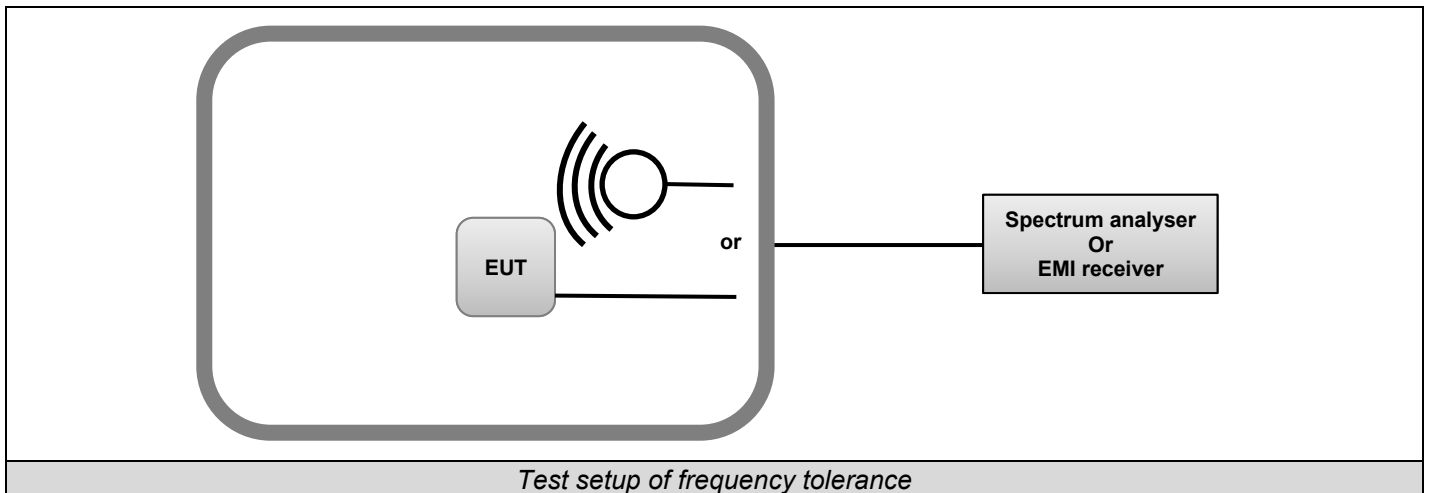 EUT
or
Spectrum analyser
Or
EMI receiver
Test setup of frequency tolerance